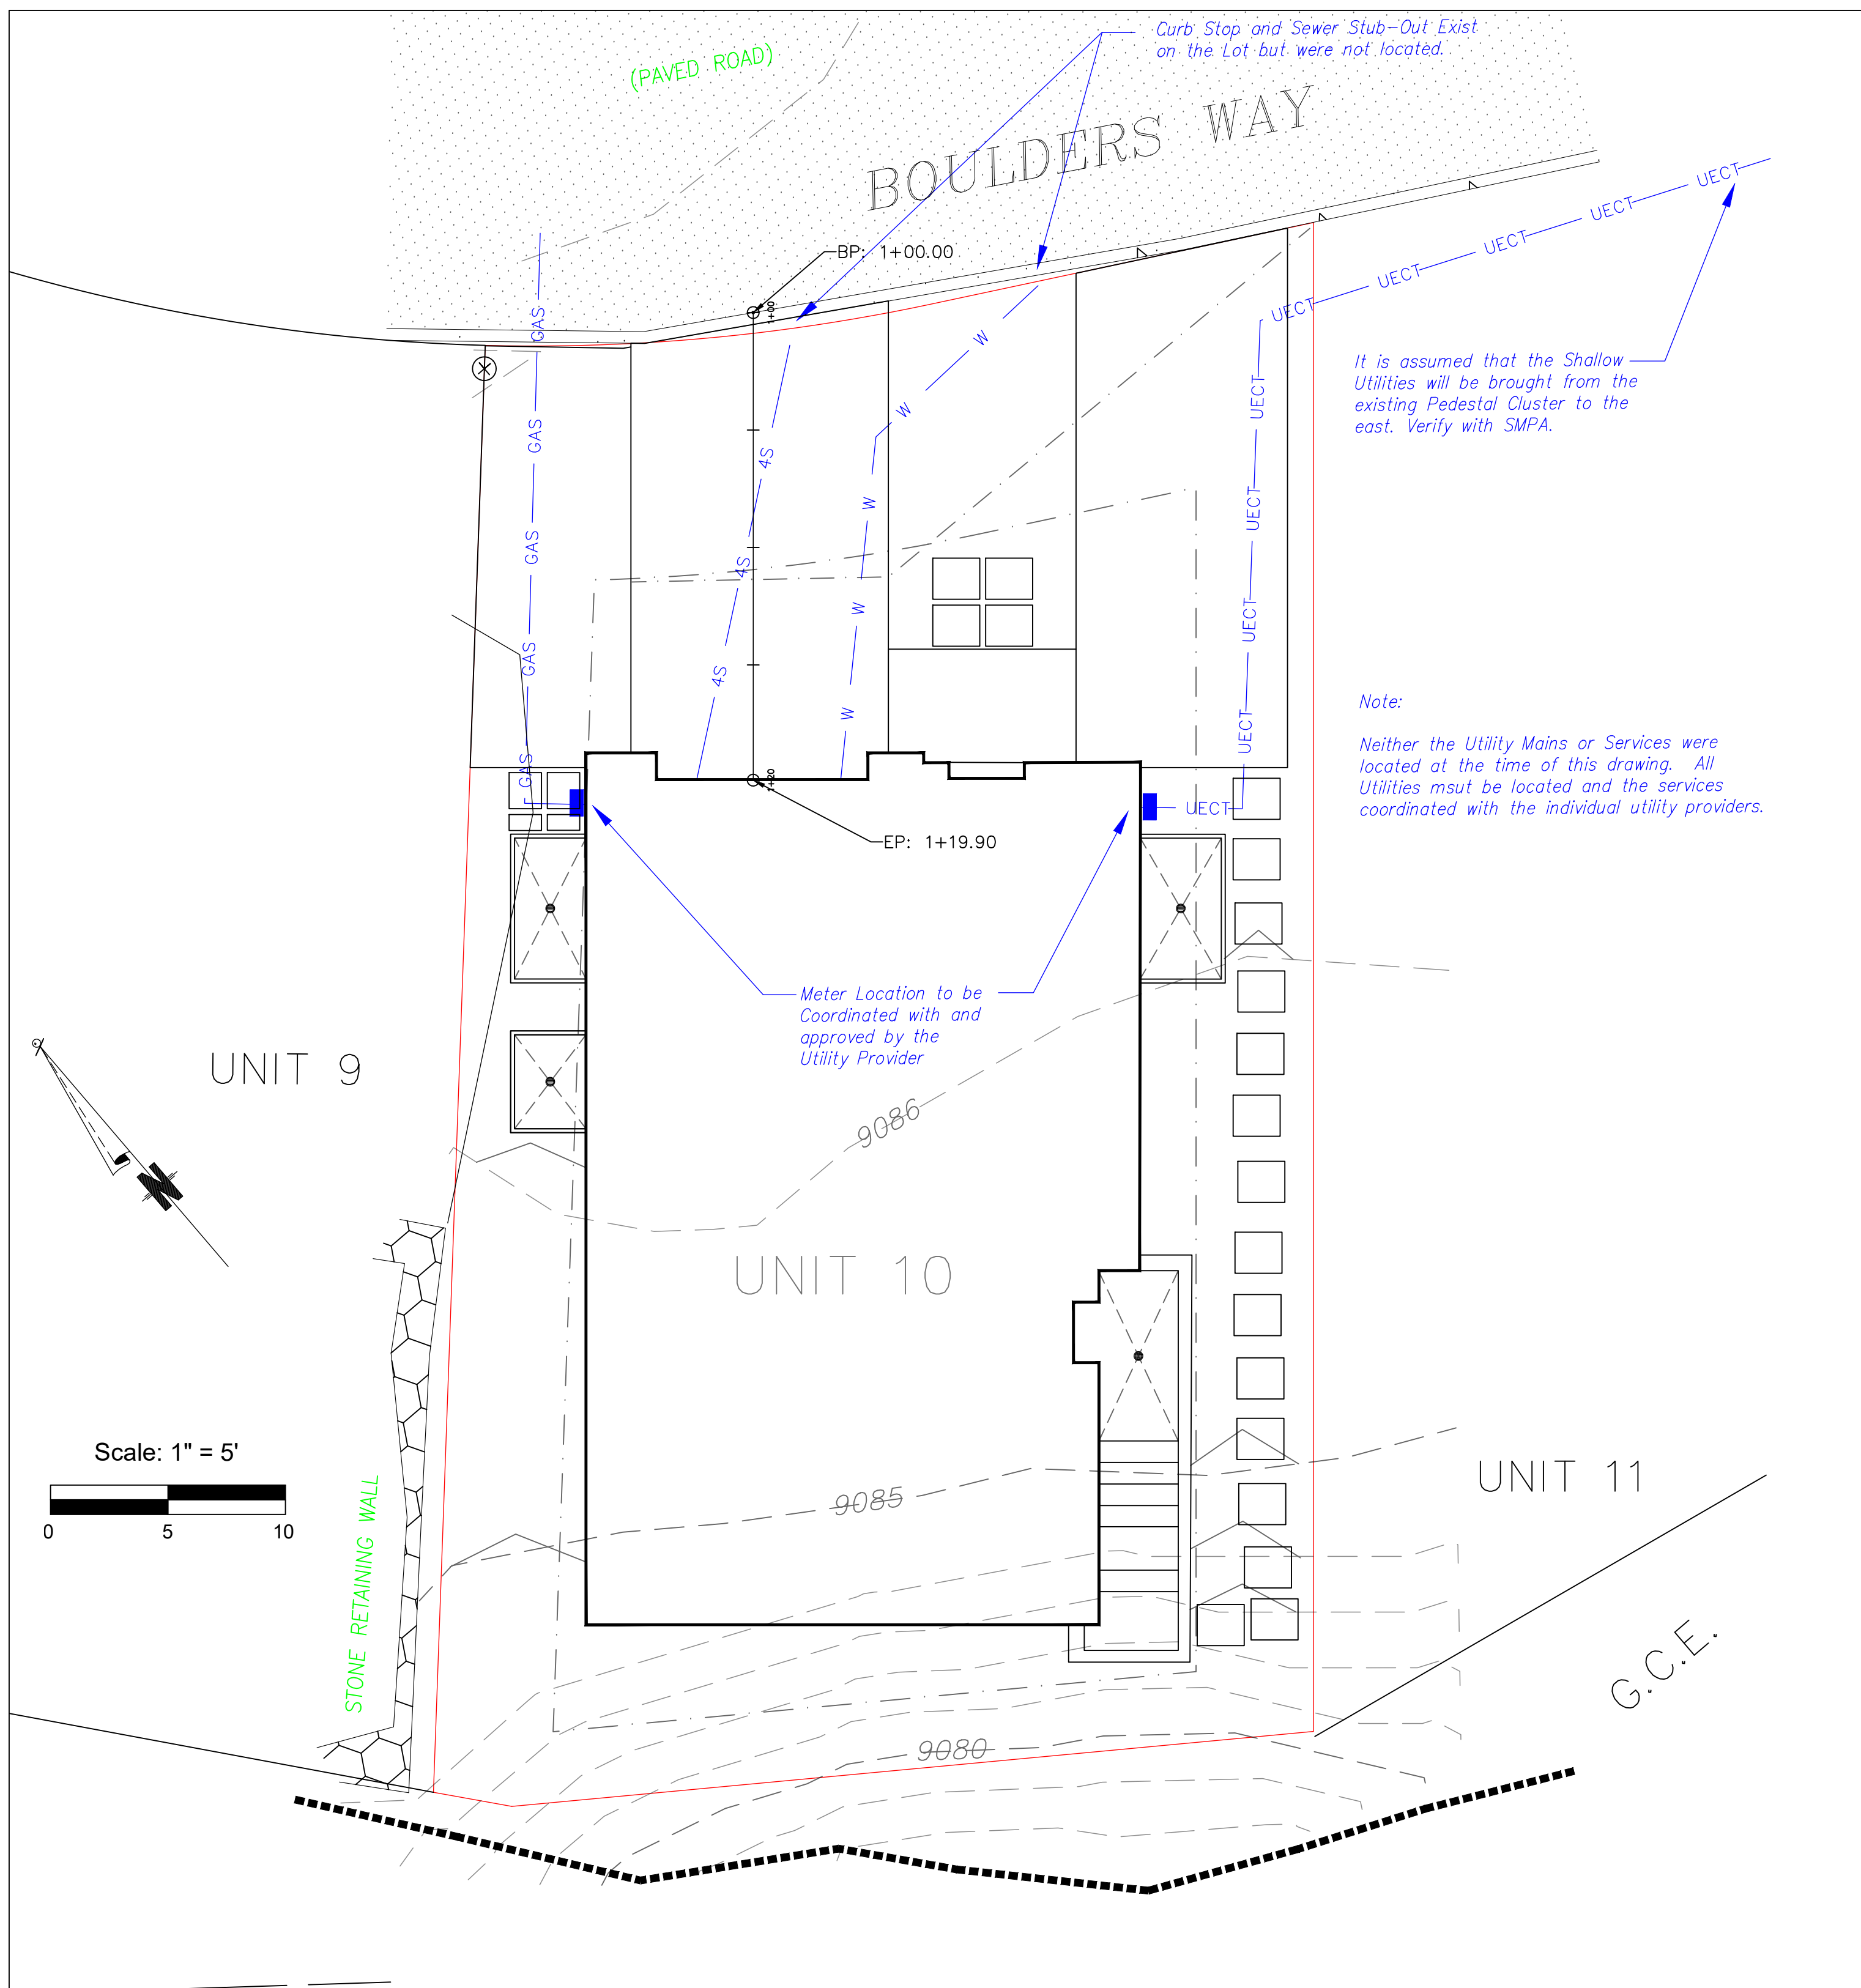 Curb Stop and Sewer Stub-Out Exist
on the Lot but were not located.
(PAVED ROAD)
BOULDERS WAY
UECT
UECT
UECT
UECT
UECT
BP: 1+00.00
1+00
GAS
GAS
GAS
GAS
GAS
4S
4S
4S
W
W
W
W
W
UECT
UECT
UECT
UECT
UECT
It is assumed that the Shallow
Utilities will be brought from the
existing Pedestal Cluster to the
east. Verify with SMPA.
Note:
Neither the Utility Mains or Services were
located at the time of this drawing. All
Utilities msut be located and the services
coordinated with the individual utility providers.
1+20
EP: 1+19.90
Meter Location to be
Coordinated with and
approved by the
Utility Provider
UNIT 9
N
9086
UNIT 10
Scale: 1" = 5'
0 5 10
STONE RETAINING WALL
9085
UNIT 11
G.C.E.
9080